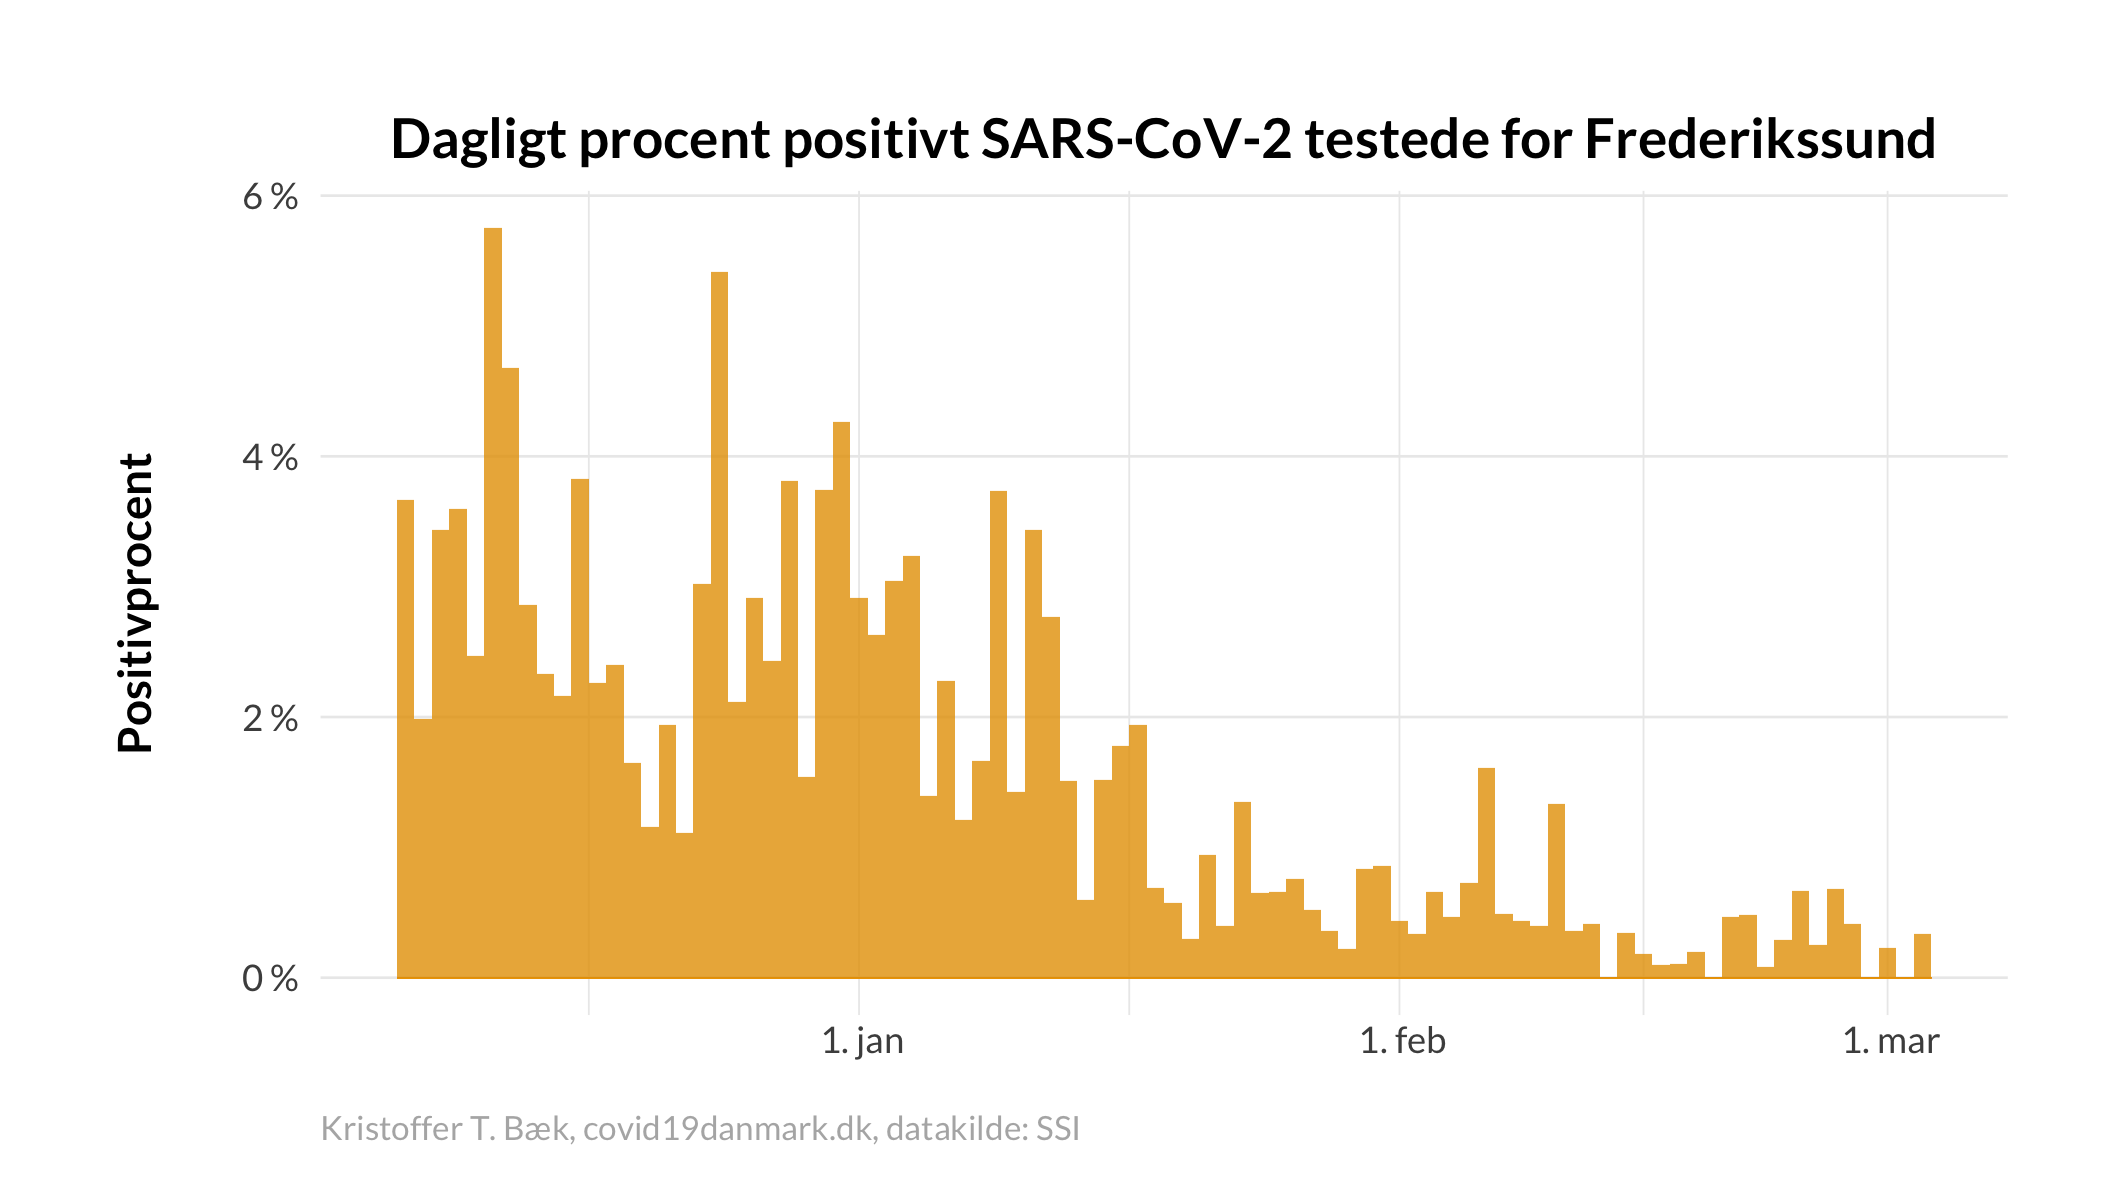 Dagligt procent positivt SARS-CoV-2 testede for Frederikssund
6 %
4 %
2 %
0 %
Positivprocent
1. jan
1. feb
1. mar
Kristoffer T. Bæk, covid19danmark.dk, datakilde: SSI